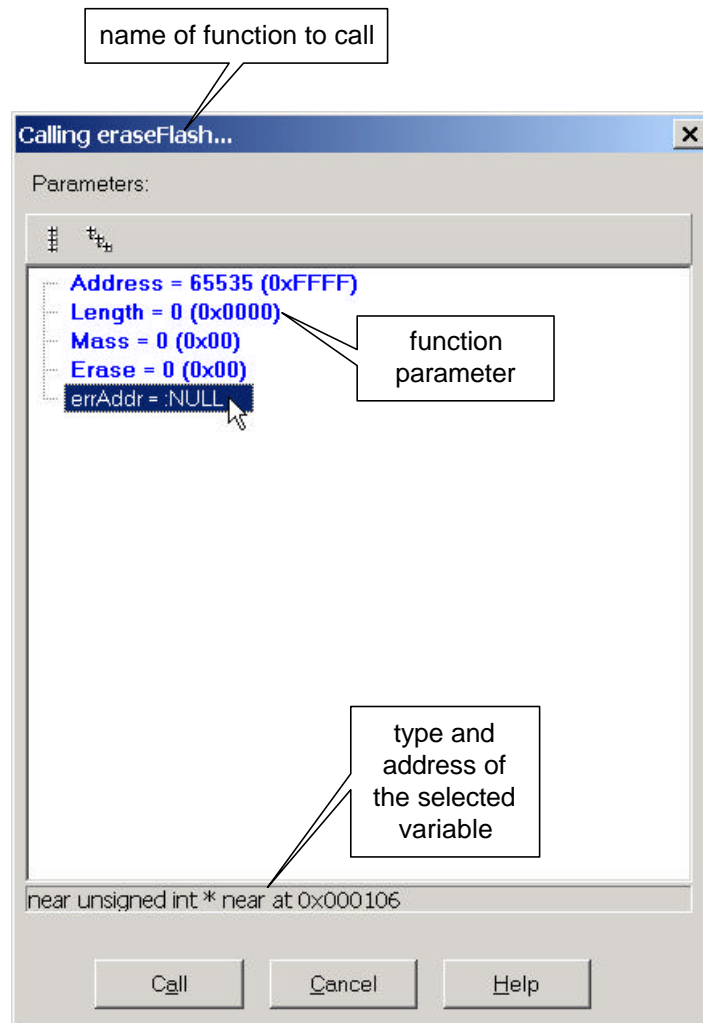 name of function to call
Calling eraseFlash...
Parameters:
Address = 65535 (0xFFFF)
Length = 0 (0x0000)
Mass = 0 (0x00)
Erase = 0 (0x00)
errAddr = :NULL
function
parameter
type and
address of
the selected
variable
near unsigned int * near at 0x000106
Call
Cancel
Help